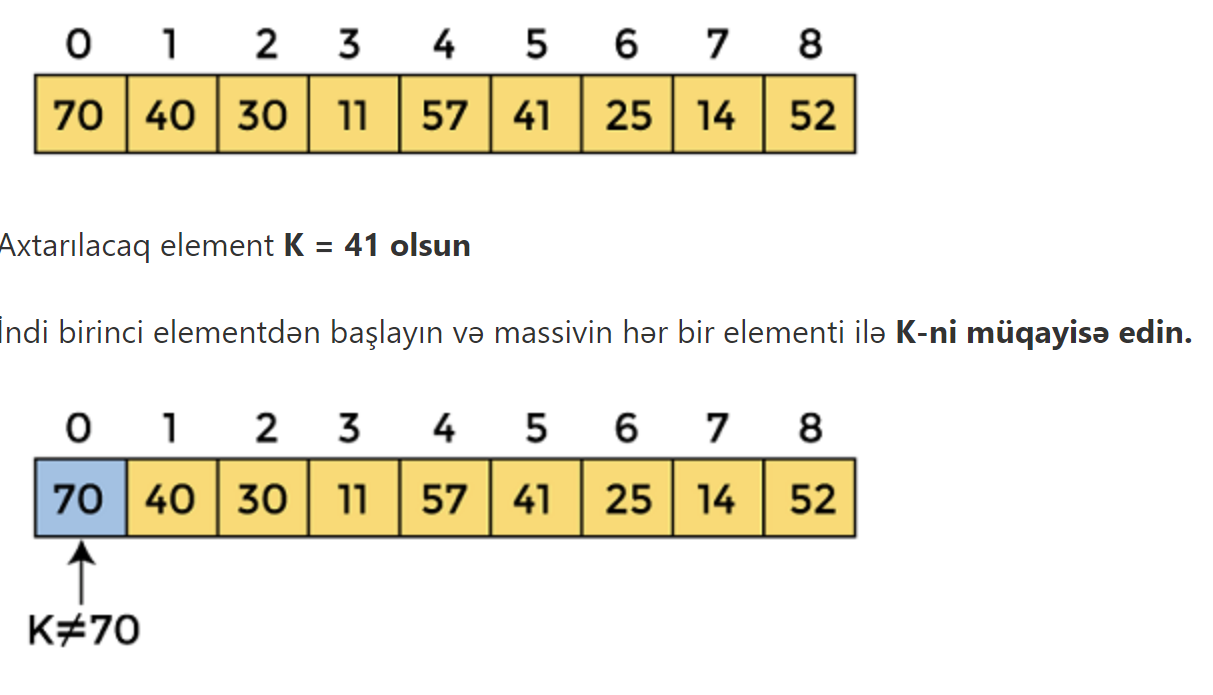 0 1 2 3 4 5 6 7 8
70 40 30 11 57 41 25 14 52
Axtarılacaq element K = 41 olsun
İndi birinci elementdən başlayın və massivin hər bir elementi ilə K-ni müqayisə edin.
0 1 2 3 4 5 6 7 8
70 40 30 11 57 41 25 14 52
K≠70